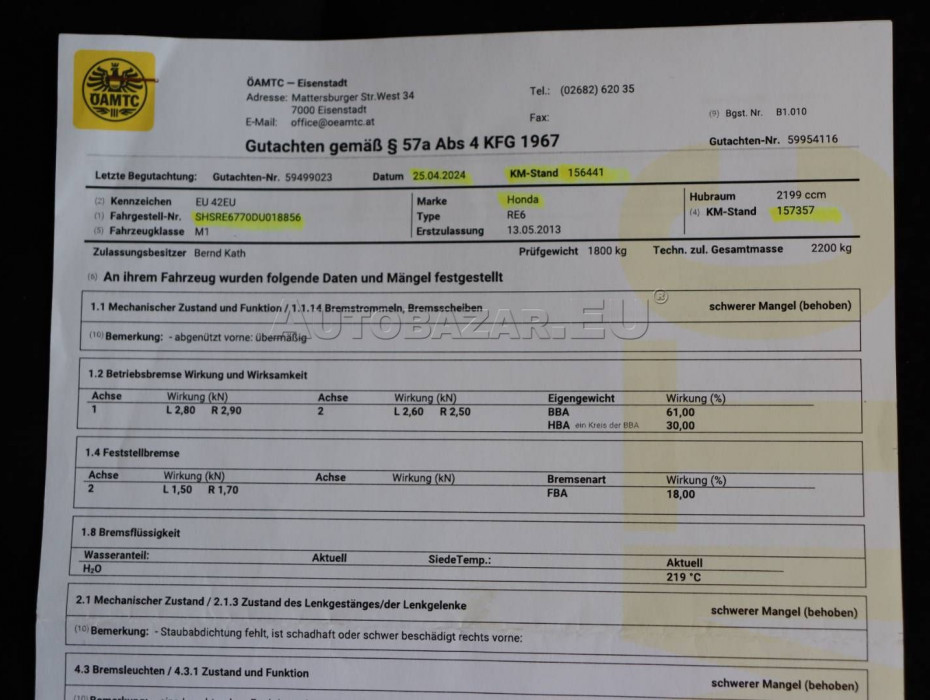 ÖAMTC
ÖAMTC – Eisenstadt
Adresse: Mattersburger Str.West 34
7000 Eisenstadt
E-Mail: office@oeamtc.at
Tel.: (02682) 620 35
Fax:
(9) Bgst. Nr. B1.010
Gutachten gemäß § 57a Abs 4 KFG 1967
Gutachten-Nr. 59954116
Letzte Begutachtung: Gutachten-Nr. 59499023 Datum 25.04.2024 KM-Stand 156441
(2) Kennzeichen EU 42EU Marke Honda Hubraum 2199 ccm
(1) Fahrgestell-Nr. SHSRE6770DU018856 Type RE6 (4) KM-Stand 157357
(5) Fahrzeugklasse M1 Erstzulassung 13.05.2013
Zulassungsbesitzer Bernd Kath Prüfgewicht 1800 kg Techn. zul. Gesamtmasse 2200 kg
(6) An ihrem Fahrzeug wurden folgende Daten und Mängel festgestellt
1.1 Mechanischer Zustand und Funktion / 1.1.14 Bremstrommeln, Bremsscheiben schwerer Mangel (behoben)
AUTOBAZAR.EU®
(10) Bemerkung: - abgenützt vorne: übermäßig
1.2 Betriebsbremse Wirkung und Wirksamkeit
Achse Wirkung (kN) Achse Wirkung (kN) Eigengewicht Wirkung (%)
1 L 2,80 R 2,90 2 L 2,60 R 2,50 BBA 61,00
HBA ein Kreis der BBA 30,00
1.4 Feststellbremse
Achse Wirkung (kN) Achse Wirkung (kN) Bremsenart Wirkung (%)
2 L 1,50 R 1,70 FBA 18,00
1.8 Bremsflüssigkeit
Wasseranteil: Aktuell SiedeTemp.: Aktuell
H₂O 219 °C
2.1 Mechanischer Zustand / 2.1.3 Zustand des Lenkgestänges/der Lenkgelenke schwerer Mangel (behoben)
(10) Bemerkung: - Staubabdichtung fehlt, ist schadhaft oder schwer beschädigt rechts vorne:
4.3 Bremsleuchten / 4.3.1 Zustand und Funktion schwerer Mangel (behoben)